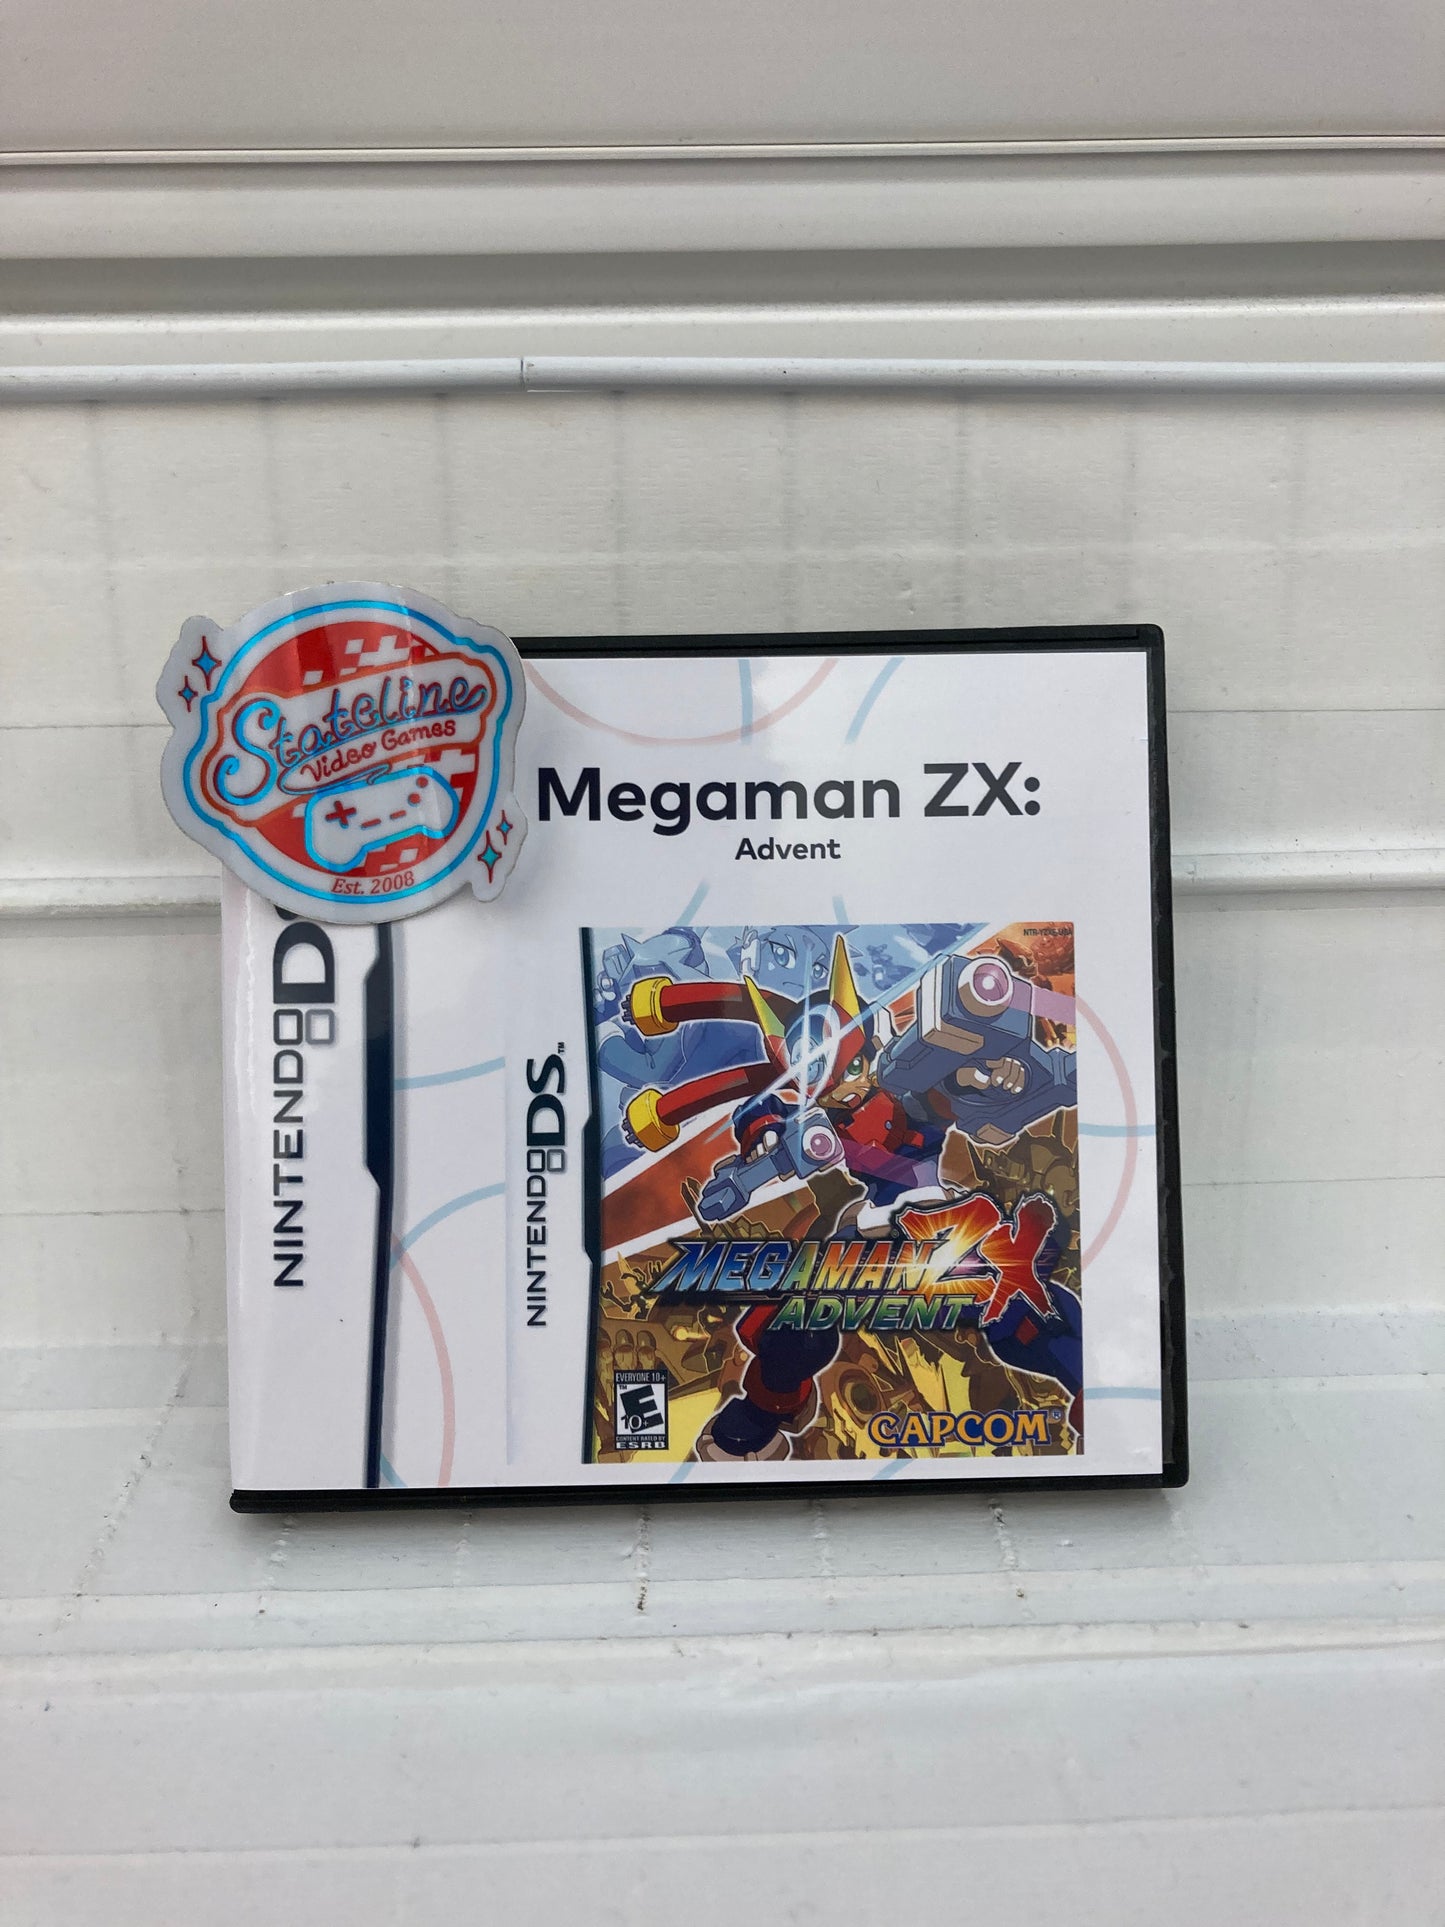 Stateline
Video Games
Est. 2008
Megaman ZX:
Advent
NINTENDO DS
NINTENDO DS™
MEGAMAN ZX
ADVENT
EVERYONE 10+
E
10+
CONTENT RATED BY
ESRB
CAPCOM®